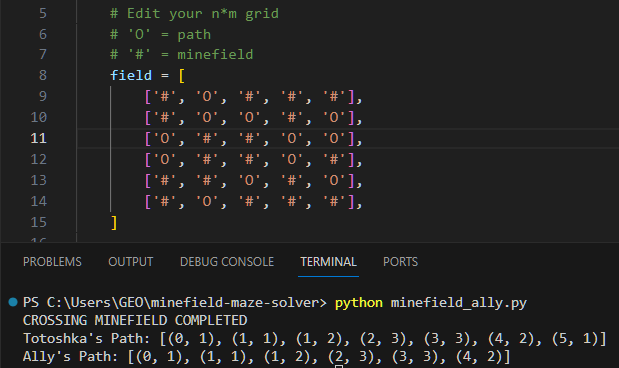 5 # Edit your n*m grid
6 # 'O' = path
7 # '#' = minefield
8 field = [
9 ['#', 'O', '#', '#', '#'],
10 ['#', 'O', 'O', '#', 'O'],
11 ['O', '#', '#', 'O', 'O'],
12 ['O', '#', '#', 'O', '#'],
13 ['#', '#', 'O', '#', 'O'],
14 ['#', 'O', '#', '#', '#'],
15 ]
PROBLEMS OUTPUT DEBUG CONSOLE TERMINAL PORTS
PS C:\Users\GEO\minefield-maze-solver> python minefield_ally.py
CROSSING MINEFIELD COMPLETED
Totoshka's Path: [(0, 1), (1, 1), (1, 2), (2, 3), (3, 3), (4, 2), (5, 1)]
Ally's Path: [(0, 1), (1, 1), (1, 2), (2, 3), (3, 3), (4, 2)]